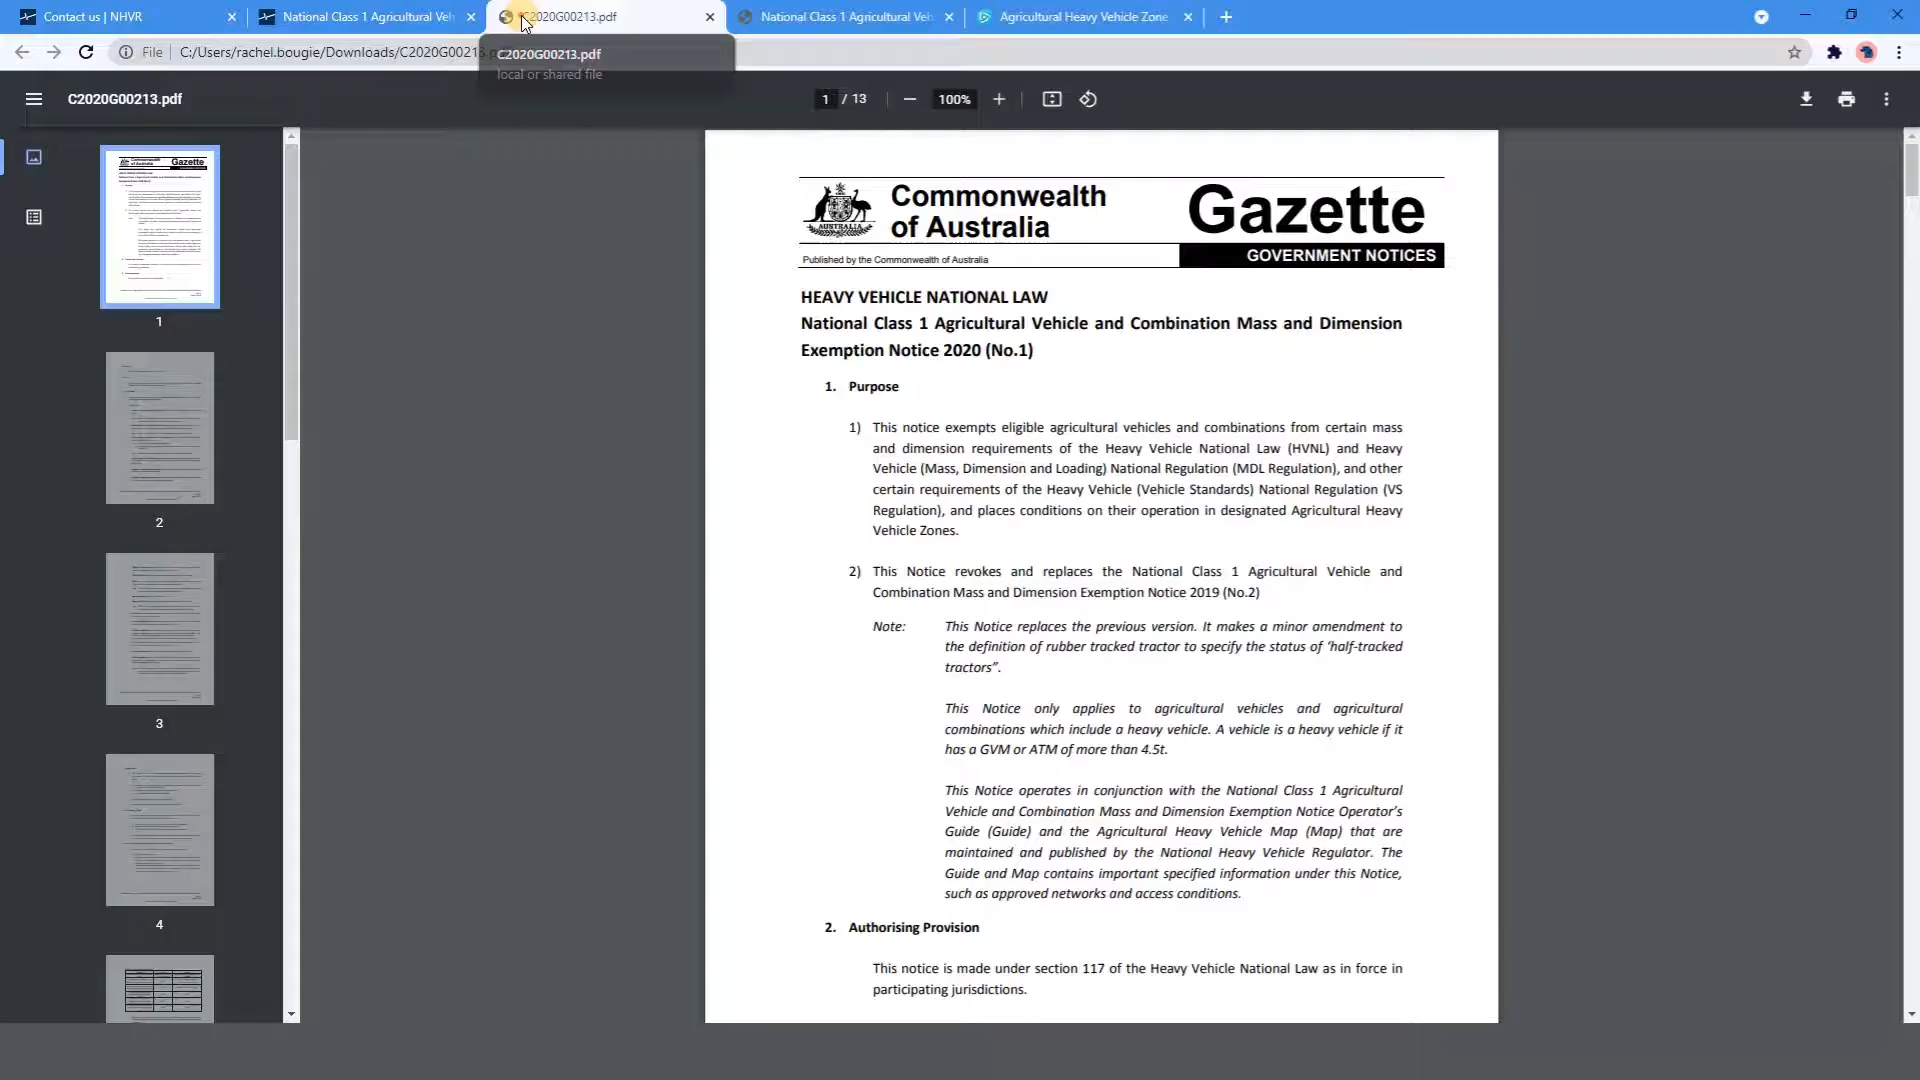 Contact us | NHVR
National Class 1 Agricultural Veh
C2020G00213.pdf
National Class 1 Agricultural Veh
Agricultural Heavy Vehicle Zone
File
C:/Users/rachel.bougie/Downloads/C2020G00213.p
C2020G00213.pdf
local or shared file
C2020G00213.pdf
1 / 13
100%
Commonwealth
of Australia
Gazette
1
2
3
4
Commonwealth
of Australia
Gazette
AUSTRALIA
Published by the Commonwealth of Australia
GOVERNMENT NOTICES
HEAVY VEHICLE NATIONAL LAW
National Class 1 Agricultural Vehicle and Combination Mass and Dimension
Exemption Notice 2020 (No.1)
1. Purpose
1) This notice exempts eligible agricultural vehicles and combinations from certain mass
and dimension requirements of the Heavy Vehicle National Law (HVNL) and Heavy
Vehicle (Mass, Dimension and Loading) National Regulation (MDL Regulation), and other
certain requirements of the Heavy Vehicle (Vehicle Standards) National Regulation (VS
Regulation), and places conditions on their operation in designated Agricultural Heavy
Vehicle Zones.
2) This Notice revokes and replaces the National Class 1 Agricultural Vehicle and
Combination Mass and Dimension Exemption Notice 2019 (No.2)
Note: This Notice replaces the previous version. It makes a minor amendment to
the definition of rubber tracked tractor to specify the status of 'half-tracked
tractors".
This Notice only applies to agricultural vehicles and agricultural
combinations which include a heavy vehicle. A vehicle is a heavy vehicle if it
has a GVM or ATM of more than 4.5t.
This Notice operates in conjunction with the National Class 1 Agricultural
Vehicle and Combination Mass and Dimension Exemption Notice Operator's
Guide (Guide) and the Agricultural Heavy Vehicle Map (Map) that are
maintained and published by the National Heavy Vehicle Regulator. The
Guide and Map contains important specified information under this Notice,
such as approved networks and access conditions.
2. Authorising Provision
This notice is made under section 117 of the Heavy Vehicle National Law as in force in
participating jurisdictions.